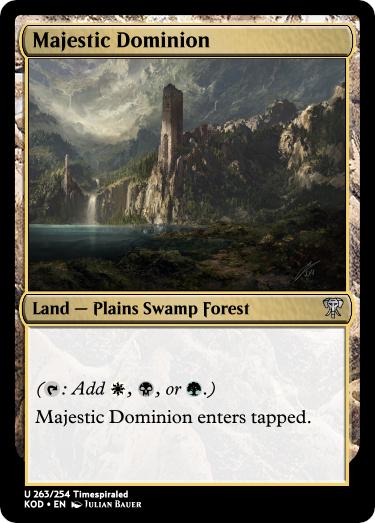 Majestic Dominion
Land — Plains Swamp Forest
(: Add , , or .)
Majestic Dominion enters tapped.
U 263/254 Timespiraled
KOD • EN Julian Bauer